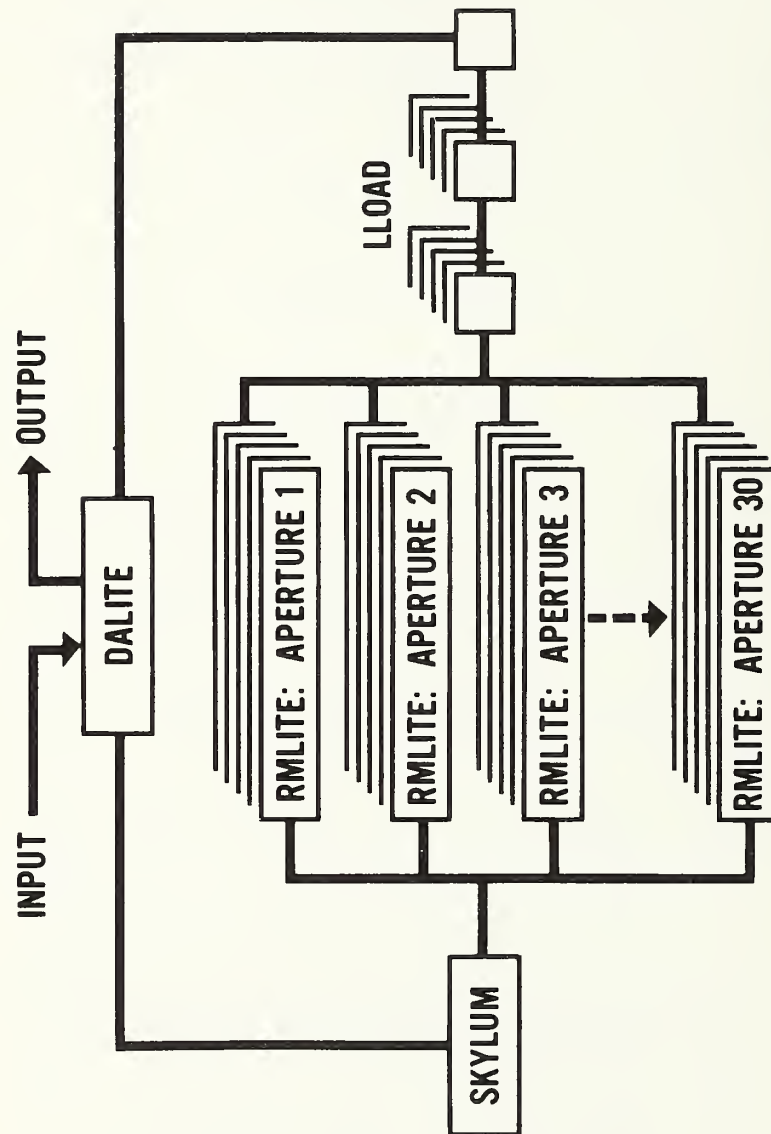 INPUT
OUTPUT
DALITE
SKYLUM
RMLITE: APERTURE 1
RMLITE: APERTURE 2
RMLITE: APERTURE 3
RMLITE: APERTURE 30
LLOAD